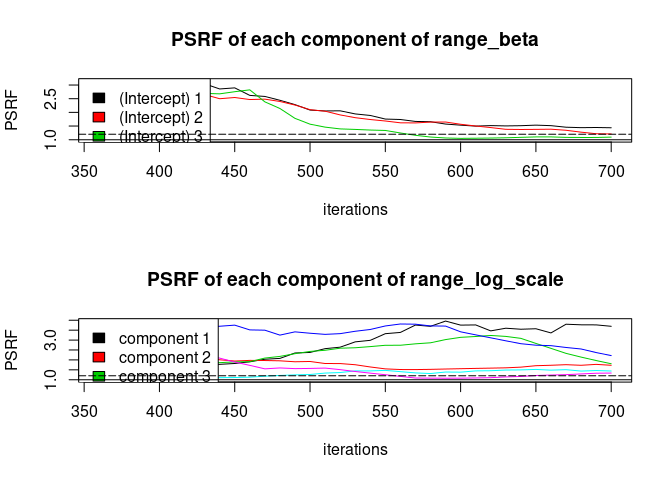 PSRF of each component of range_beta
PSRF
2.5
1.0
(Intercept) 1
(Intercept) 2
(Intercept) 3
350 400 450 500 550 600 650 700
iterations
PSRF of each component of range_log_scale
PSRF
3.0
1.0
component 1
component 2
component 3
350 400 450 500 550 600 650 700
iterations